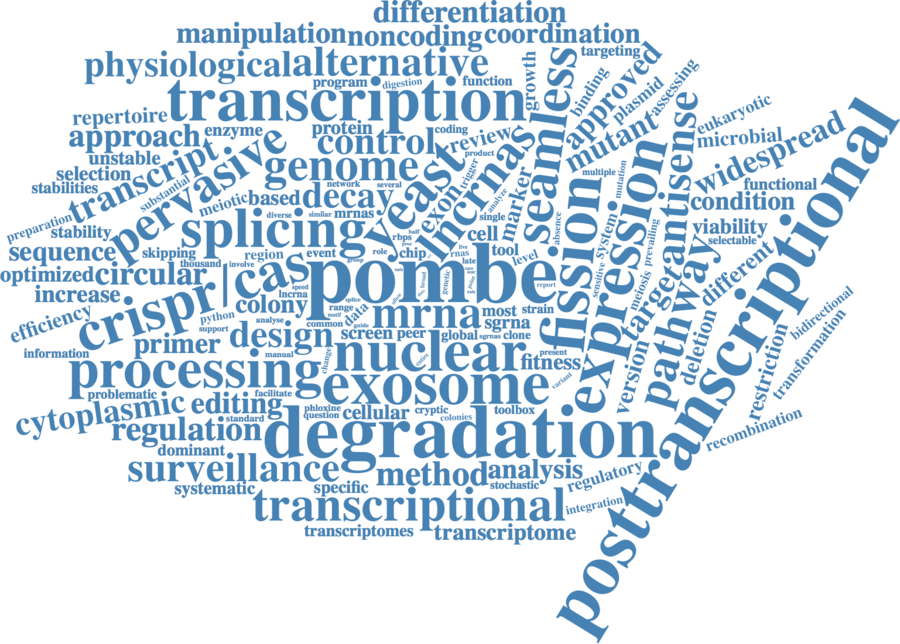 differentiation
manipulation
noncoding
coordination
targeting
physiological
alternative
growth
binding
approved
plasmid
assessing
program
digestion
function
transcription
seamless
repertoire
enzyme
protein
coding
control
review
product
mutant
eukaryotic
approach
unstable
selection
stabilities
transcript
substantial
pervasive
genome
yeast
trigger
lncrnas
exon
analyze
marker
multiple
mutation
antisense
microbial
widespread
functional
condition
posttranscriptional
network
several
meiotic
based
decay
diverse
similar
mrnas
half
rbps
single
cell
absence
fission
expression
system
prevailing
viability
selectable
preparation
stability
sequence
skipping
splicing
region
event
role
chip
live
rnas
late
tool
level
sensitive
meiosis
target
pathway
different
thousand
involve
group
optimized
circular
crispr|cas
speed
pombe
genetic
broad
report
increase
lncrna
splice
colony
range
motif
data
mrna
most
strain
sgrna
version
deletion
bidirectional
efficiency
python
support
analyse
common
guide
design
screen
peer
global
sgrnas
clone
restriction
transformation
information
primer
manual
change
nuclear
present
fitness
variant
processing
exosome
problematic
facilitate
cytoplasmic
editing
standard
phloxine
question
cellular
cryptic
colonies
toolbox
recombination
regulation
degradation
dominant
surveillance
method
analysis
regulatory
stochastic
systematic
specific
transcriptional
integration
transcriptomes
transcriptome